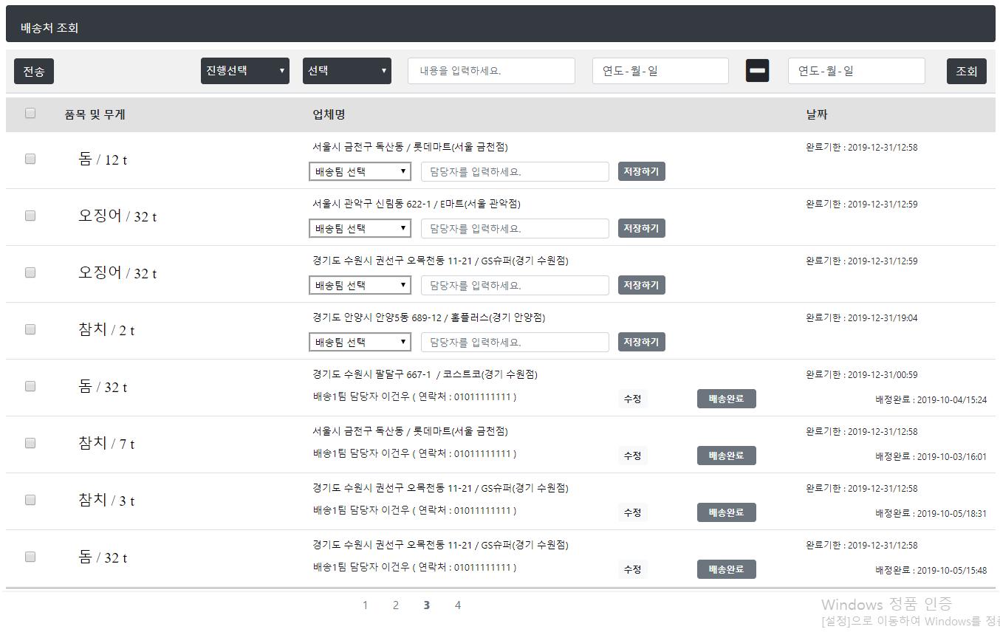 배송처 조회
전송 진행선택 ▼ 선택 ▼ 내용을 입력하세요. 연도-월-일 연도-월-일 조회
품목 및 무게 업체명 날짜
서울시 금천구 독산동 / 롯데마트(서울 금천점) 완료기한 : 2019-12-31/12:58
돔 / 12 t
배송팀 선택 ▼ 담당자를 입력하세요. 저장하기
서울시 관악구 신림동 622-1 / E마트(서울 관악점) 완료기한 : 2019-12-31/12:59
오징어 / 32 t
배송팀 선택 ▼ 담당자를 입력하세요. 저장하기
경기도 수원시 권선구 오목천동 11-21 / GS슈퍼(경기 수원점) 완료기한 : 2019-12-31/12:59
오징어 / 32 t
배송팀 선택 ▼ 담당자를 입력하세요. 저장하기
경기도 안양시 안양5동 689-12 / 홈플러스(경기 안양점) 완료기한 : 2019-12-31/19:04
참치 / 2 t
배송팀 선택 ▼ 담당자를 입력하세요. 저장하기
경기도 수원시 팔달구 667-1 / 코스트코(경기 수원점) 완료기한 : 2019-12-31/00:59
돔 / 32 t
배송1팀 담당자 이건우 ( 연락처 : 01011111111 ) 수정 배송완료 배정완료 : 2019-10-04/15:24
서울시 금천구 독산동 / 롯데마트(서울 금천점) 완료기한 : 2019-12-31/12:58
참치 / 7 t
배송1팀 담당자 이건우 ( 연락처 : 01011111111 ) 수정 배송완료 배정완료 : 2019-10-03/16:01
경기도 수원시 권선구 오목천동 11-21 / GS슈퍼(경기 수원점) 완료기한 : 2019-12-31/12:58
참치 / 3 t
배송1팀 담당자 이건우 ( 연락처 : 01011111111 ) 수정 배송완료 배정완료 : 2019-10-05/18:31
경기도 수원시 권선구 오목천동 11-21 / GS슈퍼(경기 수원점) 완료기한 : 2019-12-31/12:58
돔 / 32 t
배송1팀 담당자 이건우 ( 연락처 : 01011111111 ) 수정 배송완료 배정완료 : 2019-10-05/15:48
1 2 3 4
Windows 정품 인증
[설정]으로 이동하여 Windows를 정품